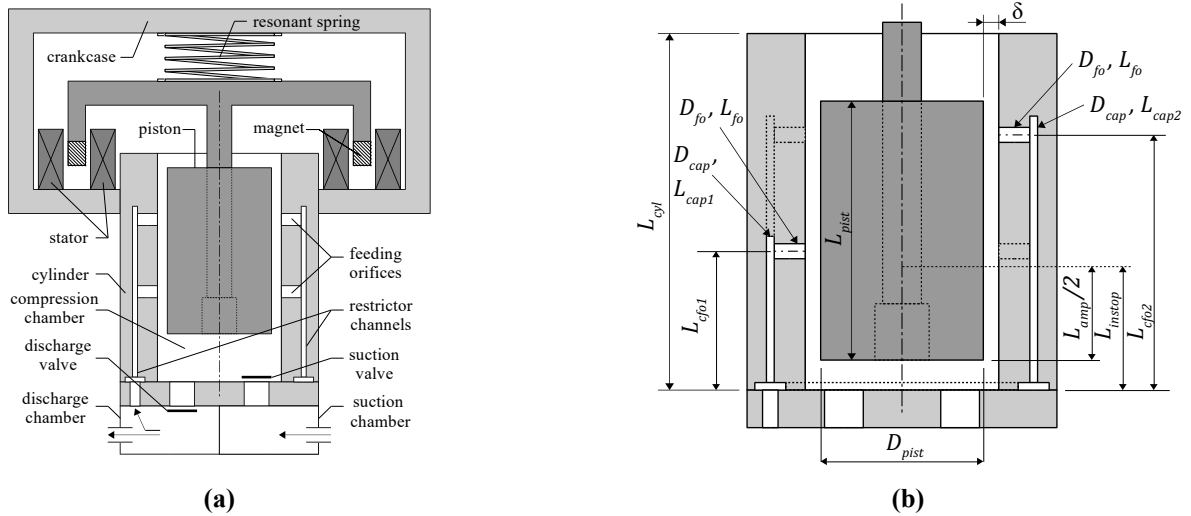 resonant spring
crankcase
piston
magnet
stator
cylinder
compression
chamber
discharge
valve
discharge
chamber
feeding
orifices
restrictor
channels
suction
valve
suction
chamber
(a)
δ
D_fo, L_fo
D_cap, L_cap2
D_fo, L_fo
D_cap,
L_cap1
L_cyl
L_pist
L_cfo1
L_amp/2
L_instop
L_cfo2
D_pist
(b)